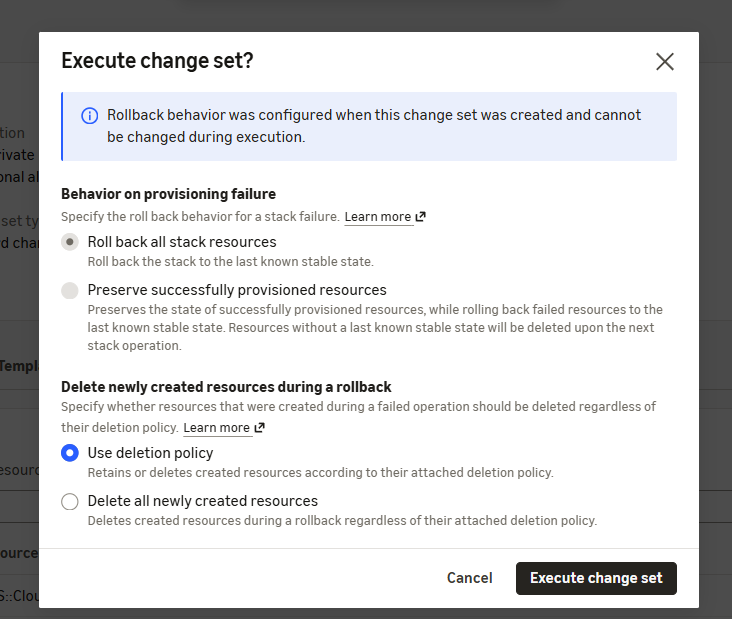 Execute change set?
Rollback behavior was configured when this change set was created and cannot
be changed during execution.
Behavior on provisioning failure
Specify the roll back behavior for a stack failure. Learn more
Roll back all stack resources
Roll back the stack to the last known stable state.
Preserve successfully provisioned resources
Preserves the state of successfully provisioned resources, while rolling back failed resources to the
last known stable state. Resources without a last known stable state will be deleted upon the next
stack operation.
Delete newly created resources during a rollback
Specify whether resources that were created during a failed operation should be deleted regardless of
their deletion policy. Learn more
Use deletion policy
Retains or deletes created resources according to their attached deletion policy.
Delete all newly created resources
Deletes created resources during a rollback regardless of their attached deletion policy.
Cancel Execute change set